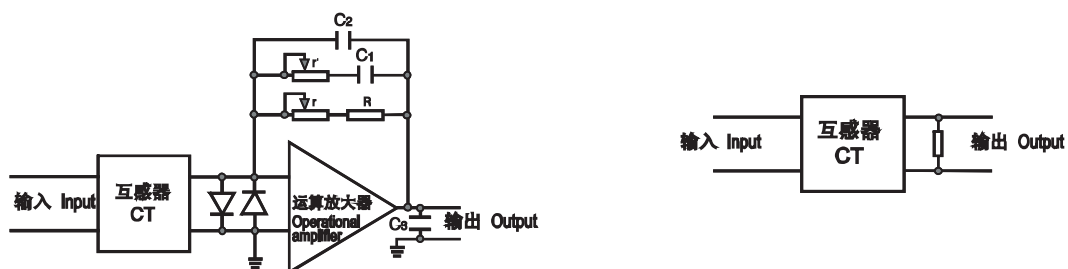 C2
r'
C1
r
R
输入 Input
互感器
CT
运算放大器
Operational
amplifier
C3
输出 Output
输入 Input
互感器
CT
输出 Output